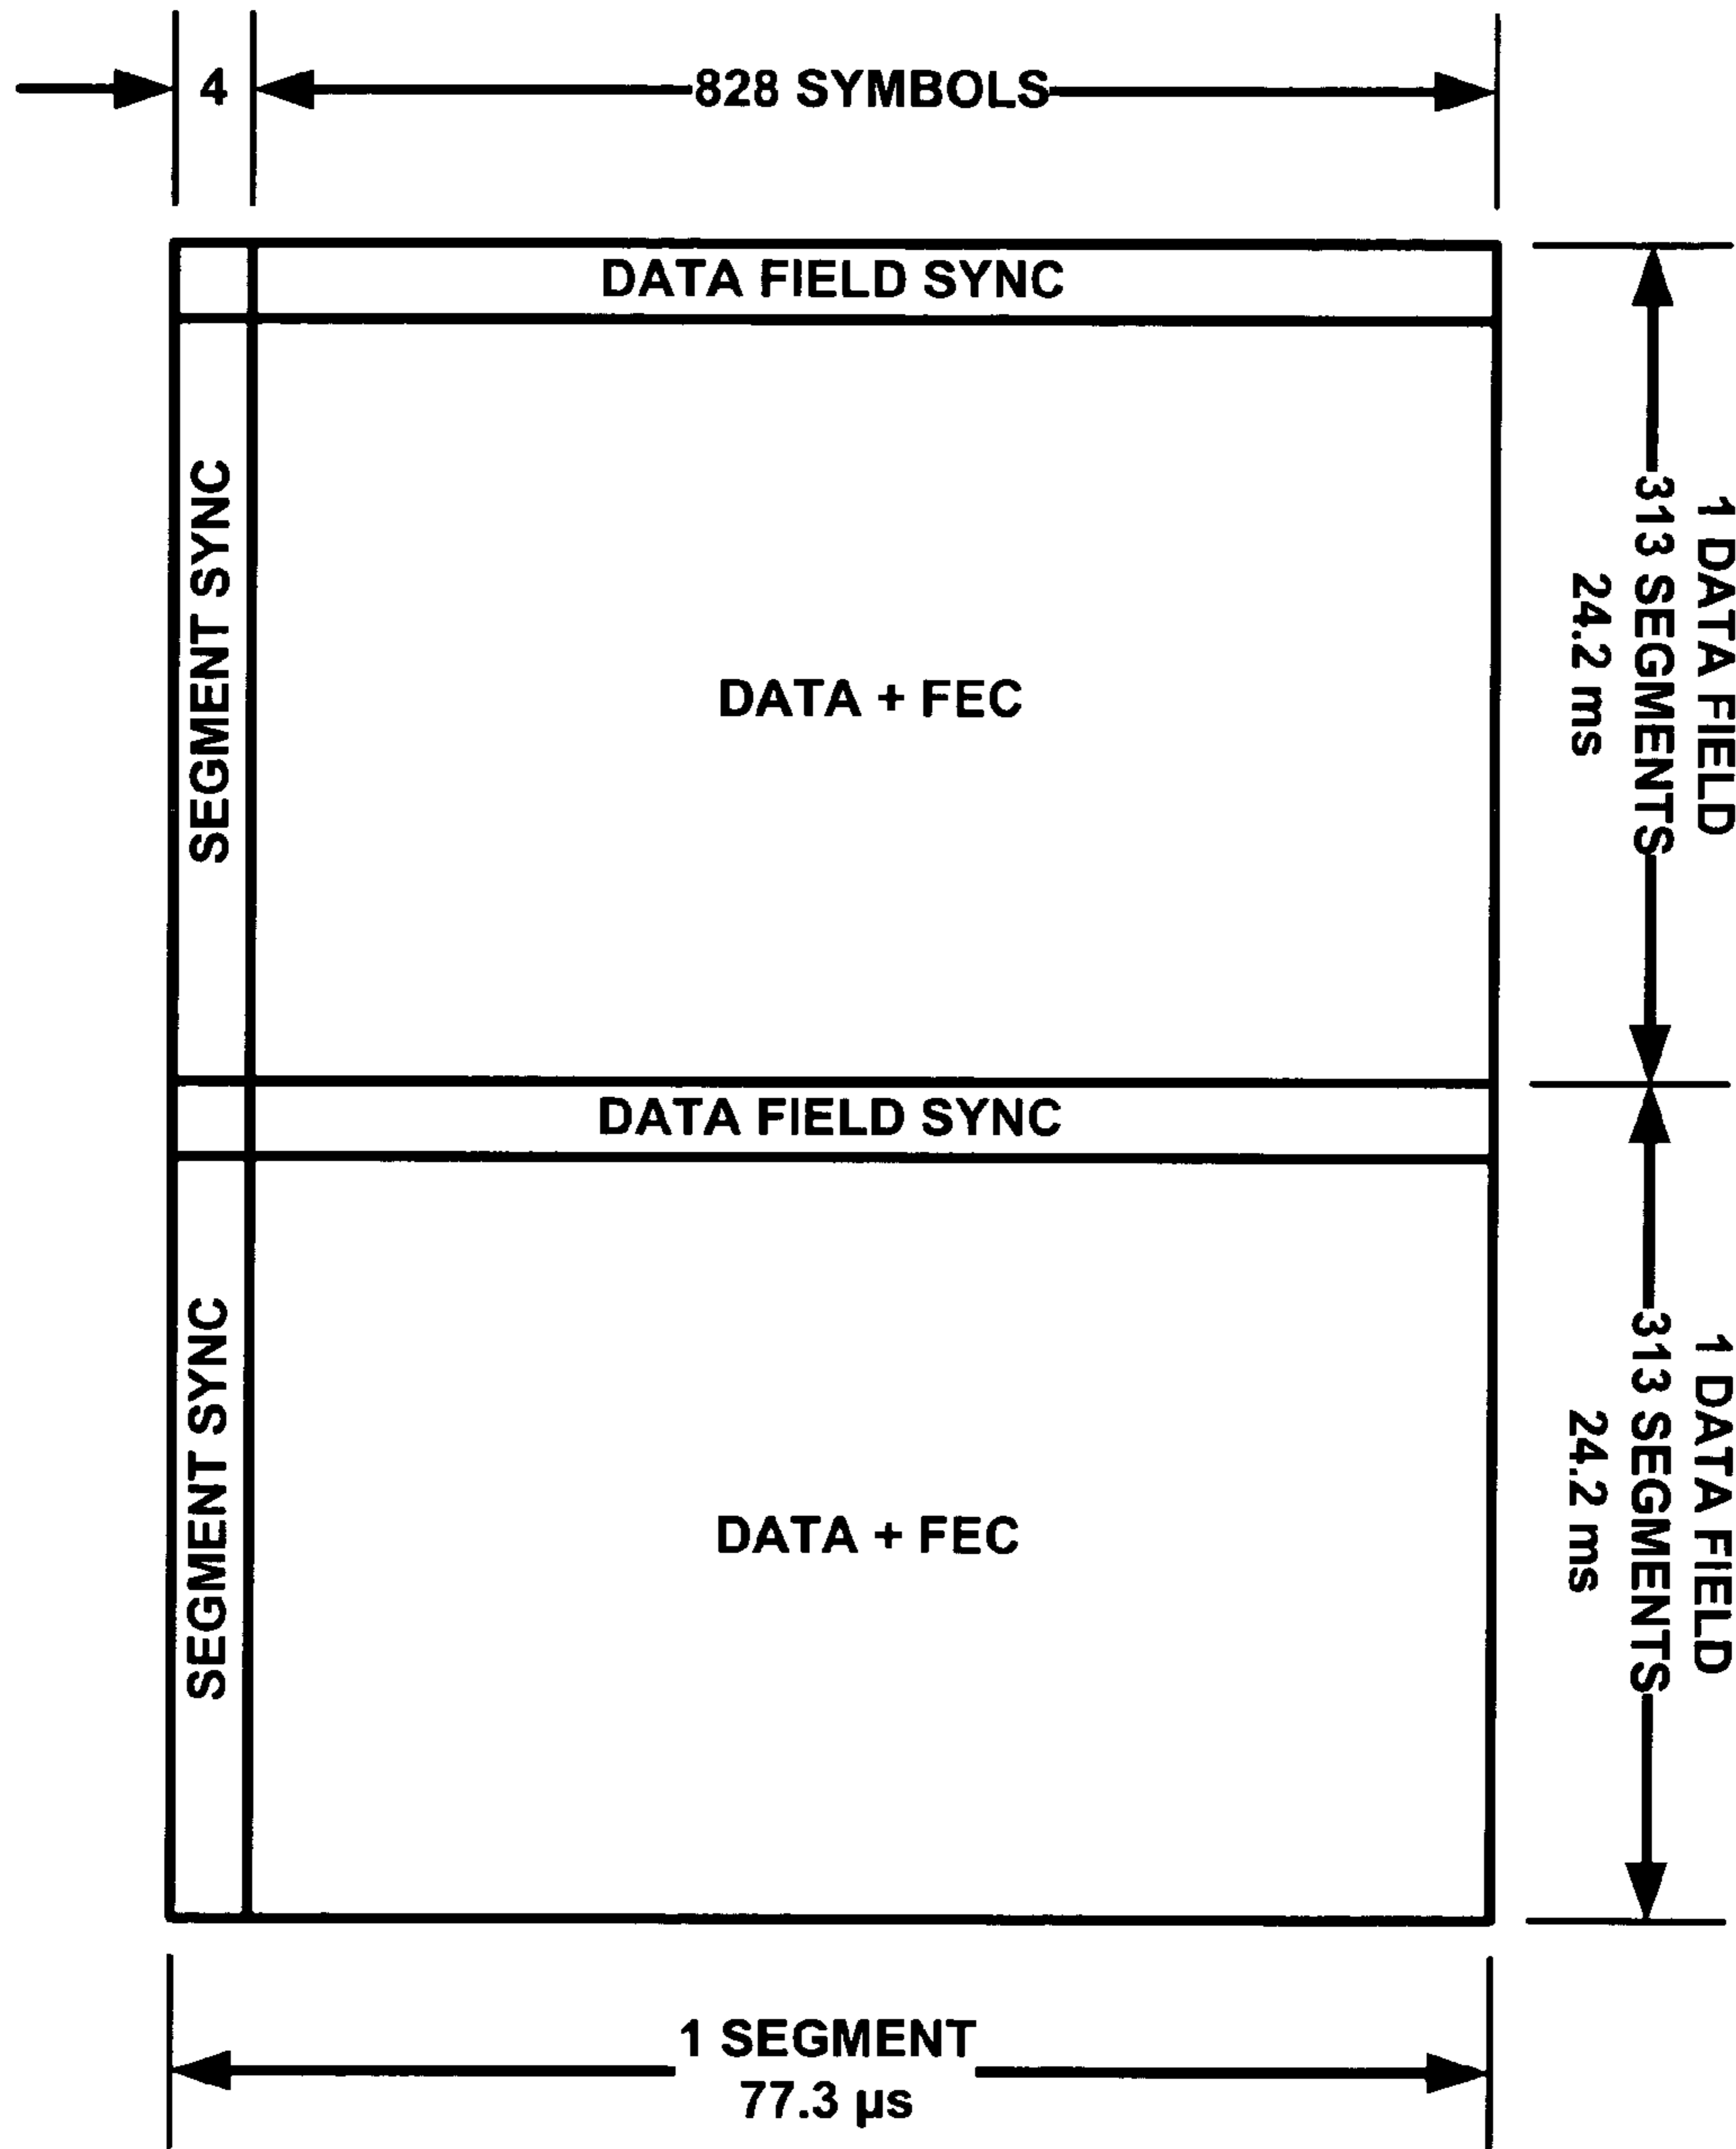 4
828 SYMBOLS
DATA FIELD SYNC
SEGMENT SYNC
DATA + FEC
1 DATA FIELD
313 SEGMENTS
24.2 ms
DATA FIELD SYNC
SEGMENT SYNC
DATA + FEC
1 DATA FIELD
313 SEGMENTS
24.2 ms
1 SEGMENT
77.3 µs